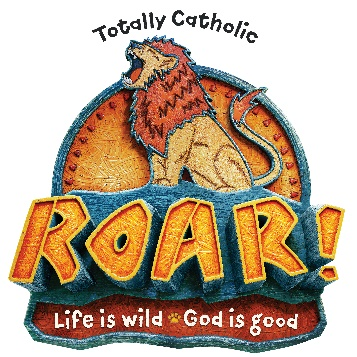 Totally Catholic
ROAR!
Life is wild God is good